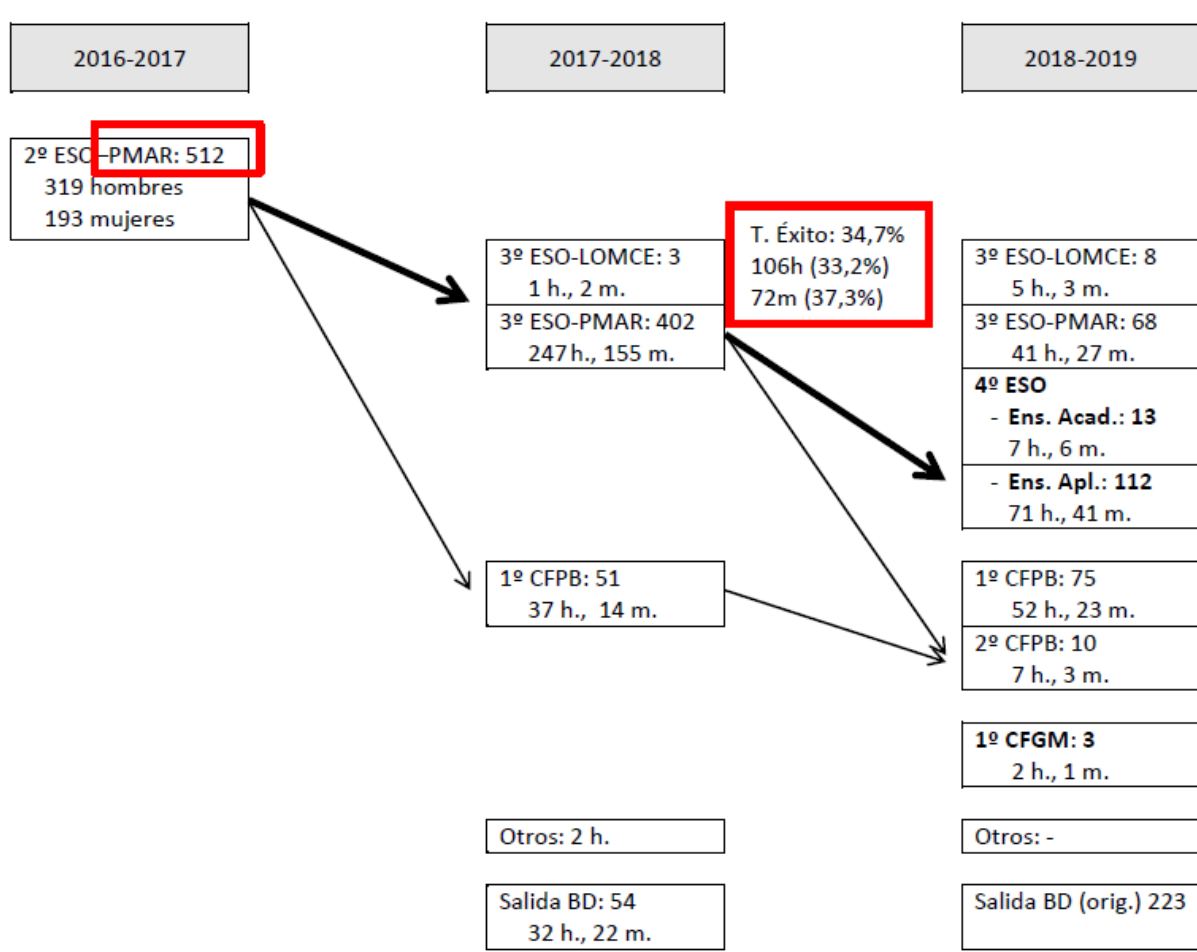 2016-2017
2017-2018
2018-2019
2º ESO–PMAR: 512
319 hombres
193 mujeres
3º ESO-LOMCE: 3
1 h., 2 m.
3º ESO-PMAR: 402
247 h., 155 m.
T. Éxito: 34,7%
106h (33,2%)
72m (37,3%)
1º CFPB: 51
37 h., 14 m.
Otros: 2 h.
Salida BD: 54
32 h., 22 m.
3º ESO-LOMCE: 8
5 h., 3 m.
3º ESO-PMAR: 68
41 h., 27 m.
4º ESO
- Ens. Acad.: 13
7 h., 6 m.
- Ens. Apl.: 112
71 h., 41 m.
1º CFPB: 75
52 h., 23 m.
2º CFPB: 10
7 h., 3 m.
1º CFGM: 3
2 h., 1 m.
Otros: -
Salida BD (orig.) 223